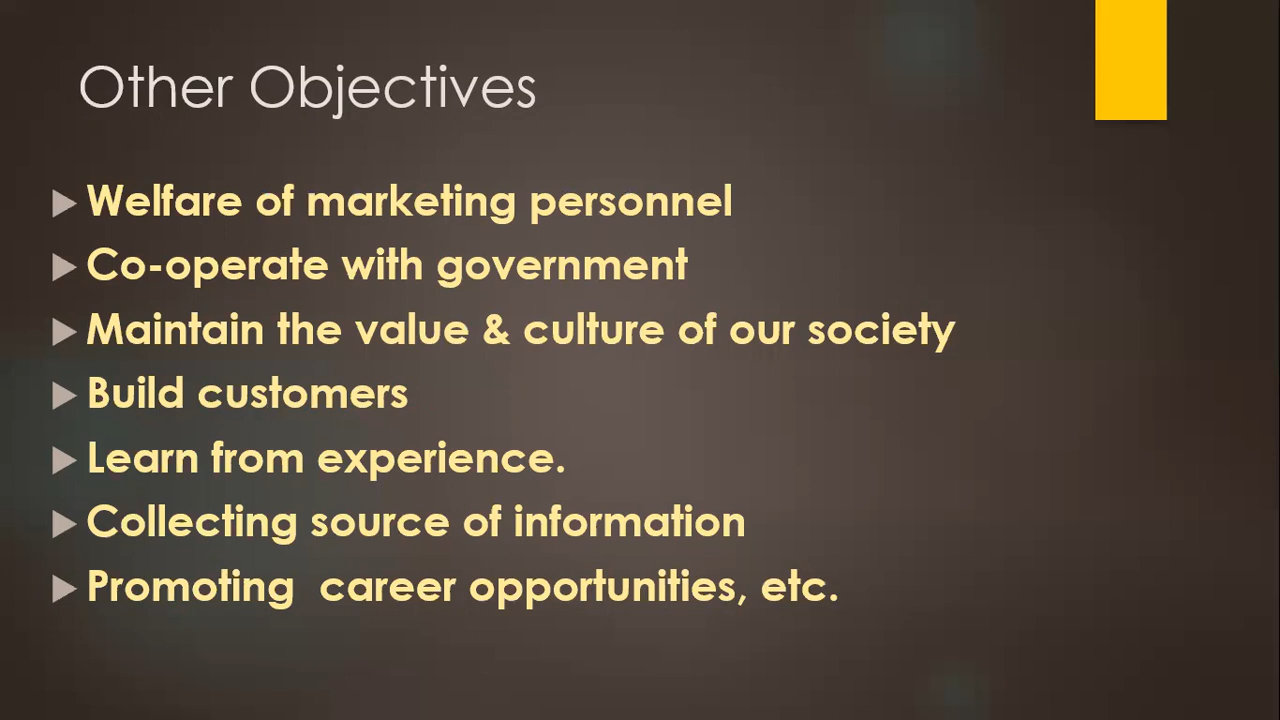 Other Objectives
Welfare of marketing personnel
Co-operate with government
Maintain the value & culture of our society
Build customers
Learn from experience.
Collecting source of information
Promoting  career opportunities, etc.